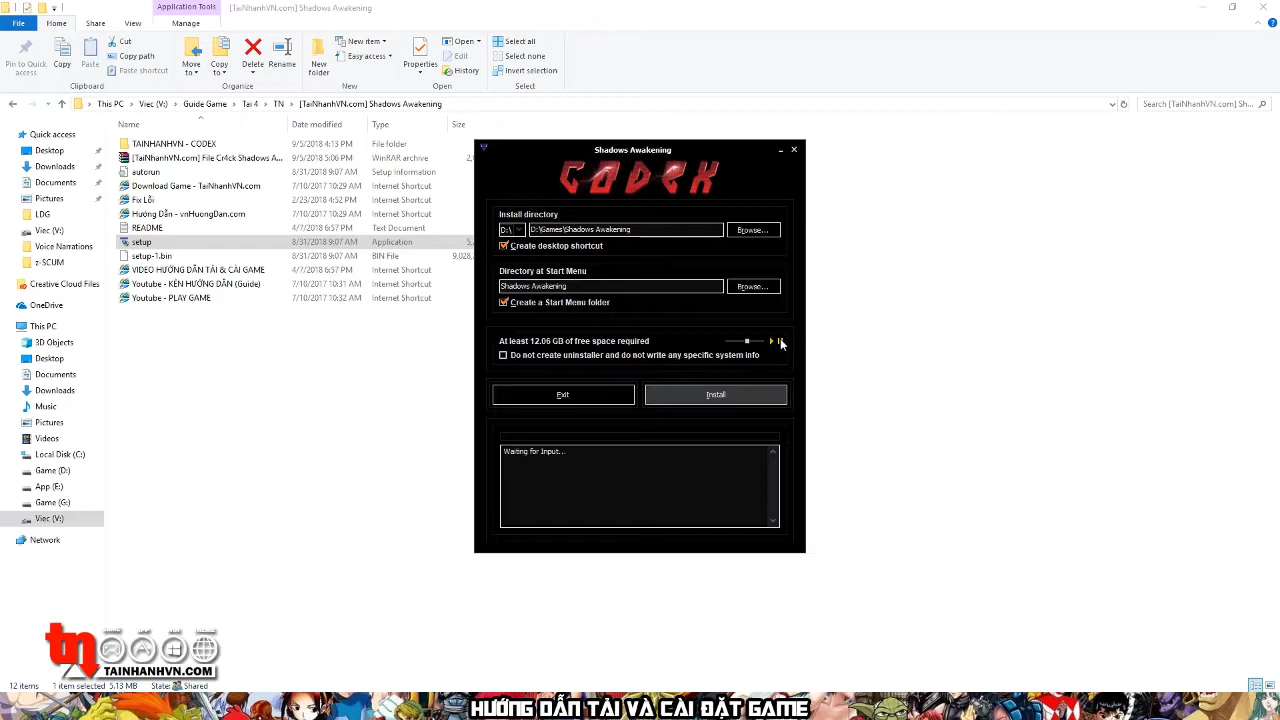 Application Tools
[TaiNhanhVN.com] Shadows Awakening
File
Home
Share
View
Manage
Pin to Quick access
Copy
Paste
Cut
Copy path
Paste shortcut
Clipboard
Move to
Copy to
Delete
Rename
Organize
New folder
New item
Easy access
New
Properties
Open
Edit
History
Open
Select all
Select none
Invert selection
Select
This PC > Viec (V:) > Guide Game > Tai 4 > TN > [TaiNhanhVN.com] Shadows Awakening
Search [TaiNhanhVN.com] Sh...
Name
Date modified
Type
Size
Quick access
Desktop
Downloads
Documents
Pictures
LDG
Viec (V:)
Voice Narrations
z-SCUM
Creative Cloud Files
OneDrive
This PC
3D Objects
Desktop
Documents
Downloads
Music
Pictures
Videos
Local Disk (C:)
Game (D:)
App (E:)
Game (G:)
Viec (V:)
Network
TAINHANHVN - CODEX 9/5/2018 4:13 PM File folder
[TaiNhanhVN.com] File Cr4ck Shadows A... 9/5/2018 5:06 PM WinRAR archive 2,
autorun 8/31/2018 9:07 AM Setup Information
Download Game - TaiNhanhVN.com 7/10/2017 10:29 AM Internet Shortcut
Fix Lỗi 2/23/2018 4:52 PM Internet Shortcut
Hướng Dẫn - vnHuongDan.com 7/10/2017 10:29 AM Internet Shortcut
README 4/7/2018 6:57 PM Text Document
setup 8/31/2018 9:07 AM Application 5,
setup-1.bin 8/31/2018 9:07 AM BIN File 9,028,
VIDEO HƯỚNG DẪN TẢI & CÀI GAME 4/7/2018 6:57 PM Internet Shortcut
Youtube - KÊN HƯỚNG DẪN (Guide) 7/10/2017 10:31 AM Internet Shortcut
Youtube - PLAY GAME 7/10/2017 10:32 AM Internet Shortcut
Shadows Awakening
CODEX
Install directory
D:\
D:\Games\Shadows Awakening
Browse...
Create desktop shortcut
Directory at Start Menu
Shadows Awakening
Browse...
Create a Start Menu folder
At least 12.06 GB of free space required
Do not create uninstaller and do not write any specific system info
Exit
Install
Waiting for Input...
tn
TAINHANHVN.COM
12 items 1 item selected 5.13 MB State: Shared
HƯỚNG DẪN TẢI VÀ CÀI ĐẶT GAME